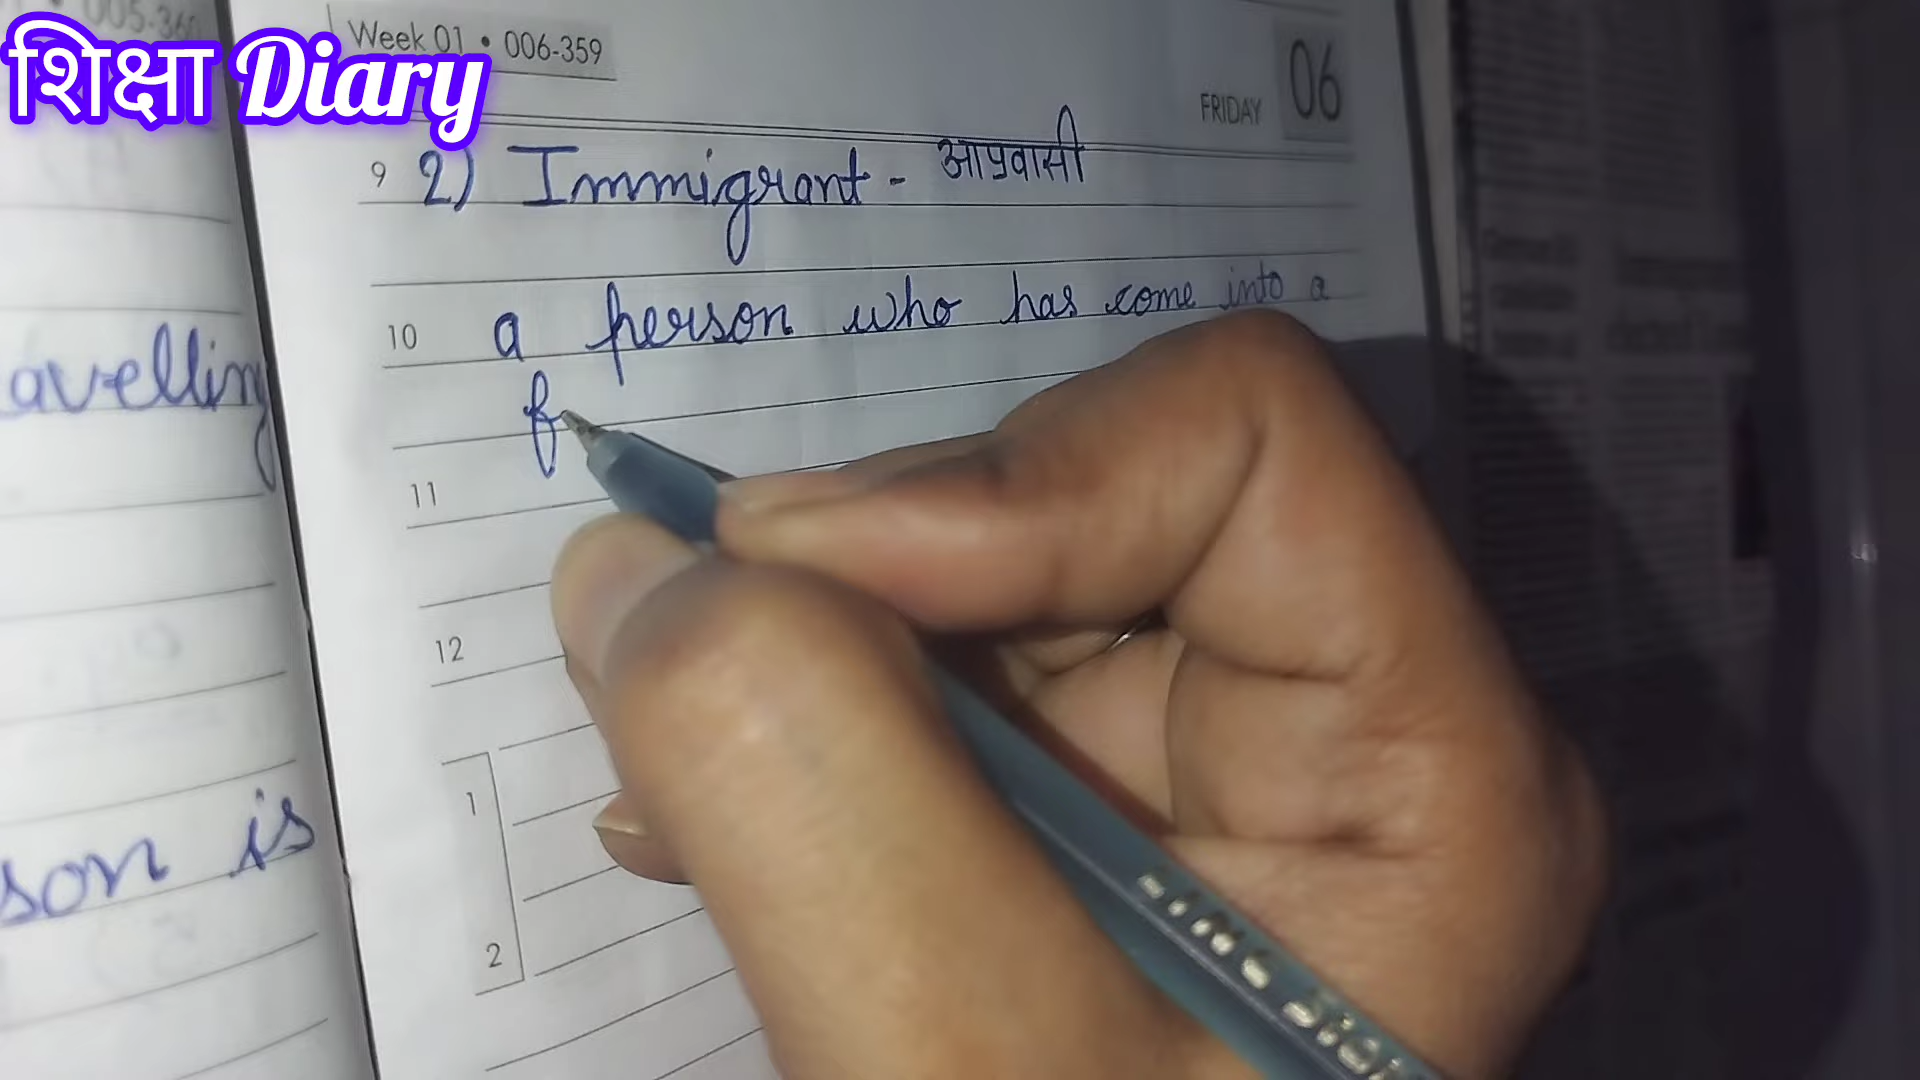 शिक्षा Diary
Week 01 • 006-359
FRIDAY 06
9 2) Immigrant - आप्रवासी
10 a person who has come into a
f
11
12
1
2
avelling
son is